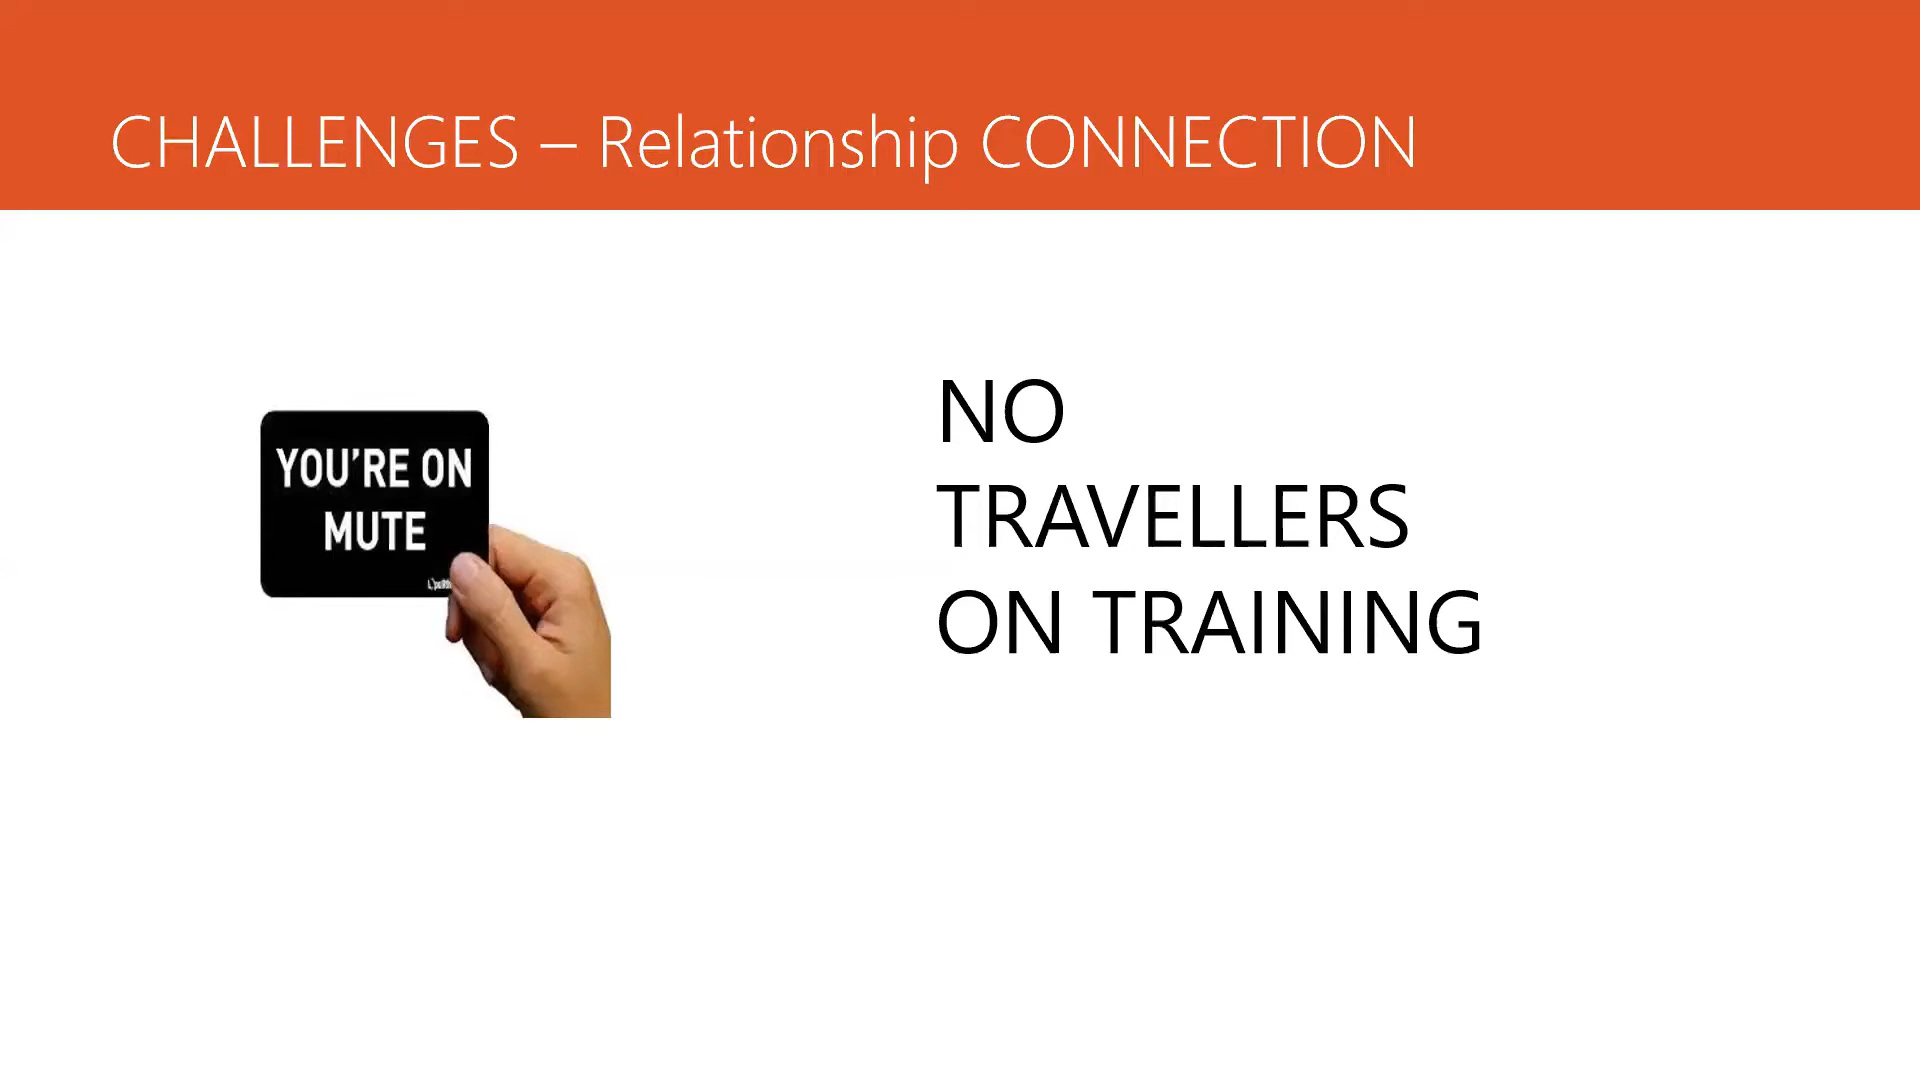 CHALLENGES – Relationship CONNECTION
YOU'RE ON
MUTE
NO
TRAVELLERS
ON TRAINING